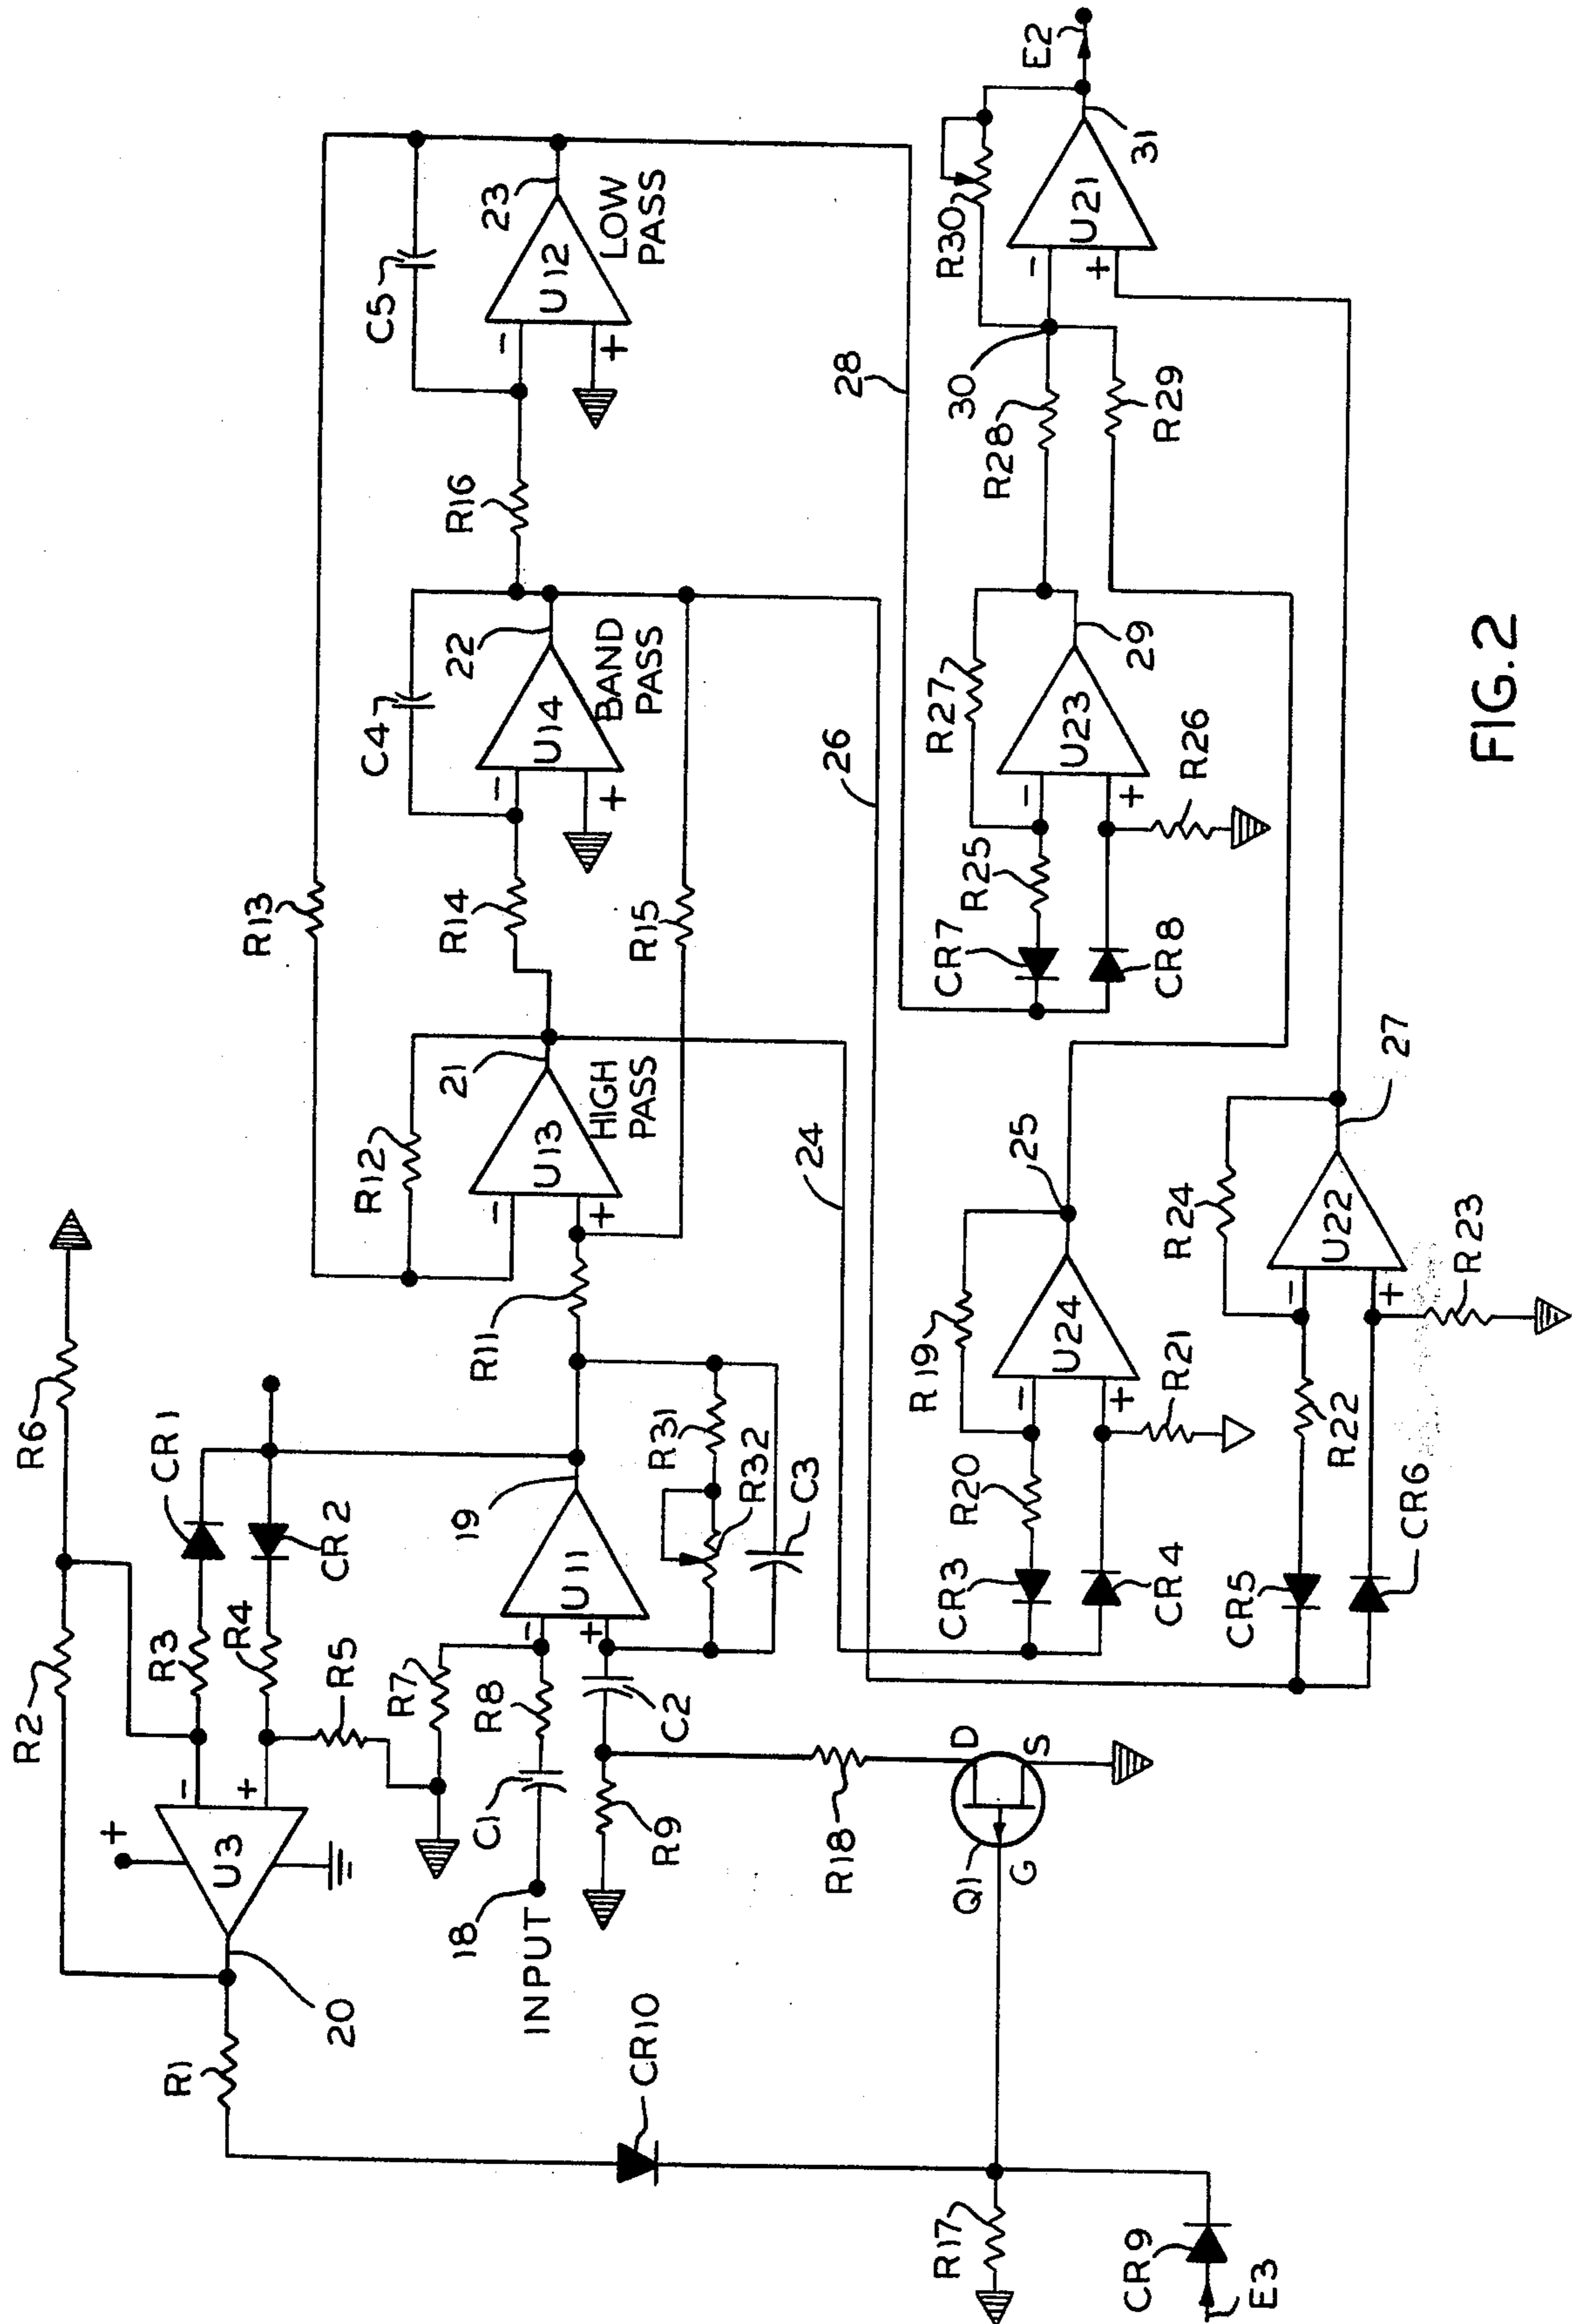 R6
R2
CR1
R3
CR2
R4
R5
+
U3
-
+
20
R1
19
R7
R8
C1
18
INPUT
U11
-
+
R9
C2
R31
R32
C3
R11
R18
Q1
D
S
G
CR10
R17
CR9
E3
R13
R12
21
U13
-
+
HIGH
PASS
R14
R15
C4
22
U14
-
+
BAND
PASS
R16
C5
23
U12
-
+
LOW
PASS
24
26
28
R19
25
U24
-
+
R20
R21
CR3
CR4
R24
27
U22
-
+
R22
R23
CR5
CR6
R27
29
U23
-
+
R25
R26
CR7
CR8
R28
30
R29
R30
U21
-
+
31
E2
FIG. 2